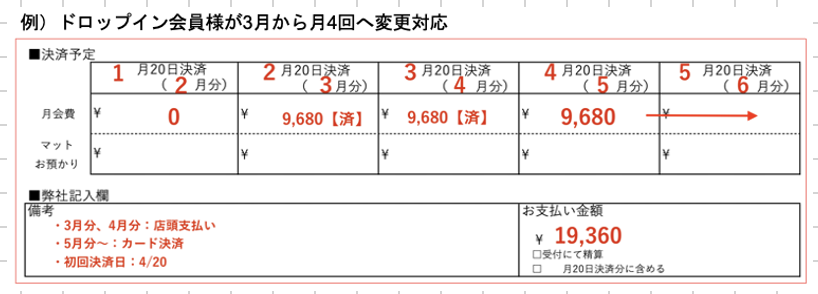 例）ドロップイン会員様が3月から月4回へ変更対応
■決済予定
1 月20日決済 2 月20日決済 3 月20日決済 4 月20日決済 5 月20日決済
（ 2 月分） （ 3 月分） （ 4 月分） （ 5 月分） （ 6 月分）
月会費 ¥ 0 ¥ 9,680【済】 ¥ 9,680【済】 ¥ 9,680 ¥
マット
お預かり ¥ ¥ ¥ ¥ ¥
■弊社記入欄
備考
・3月分、4月分：店頭支払い
・5月分〜：カード決済
・初回決済日：4/20
お支払い金額
¥ 19,360
□受付にて精算
□ 月20日決済分に含める